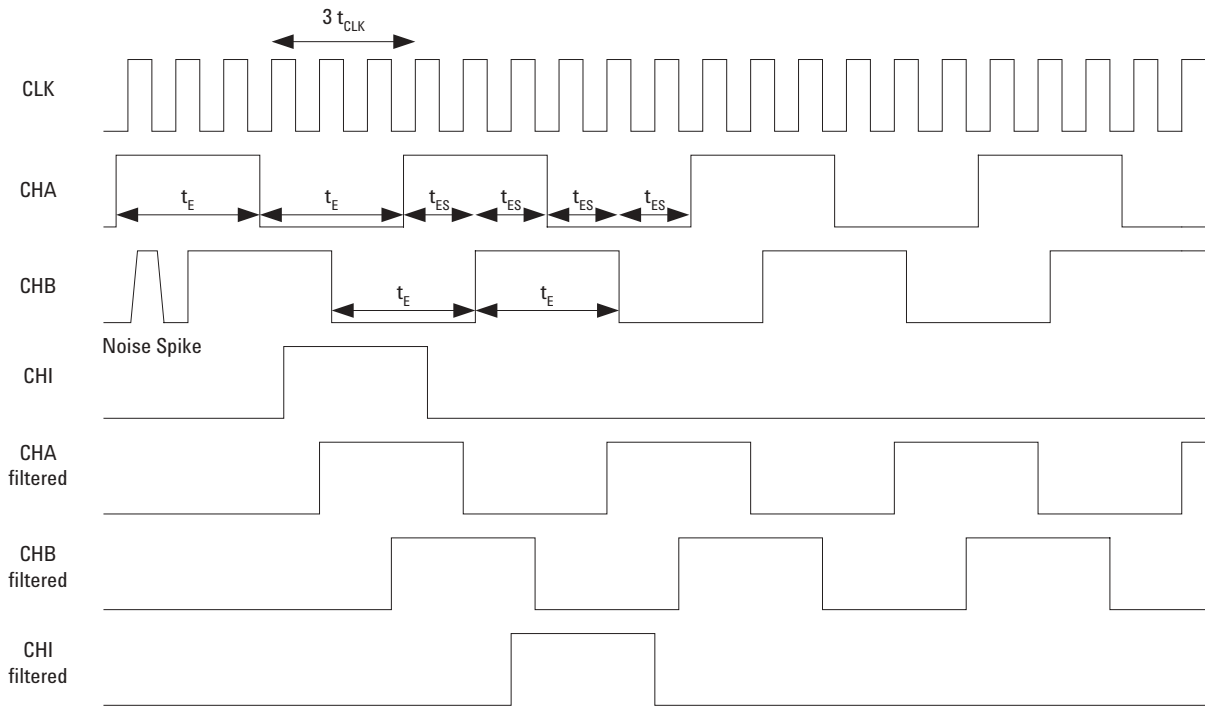 3 tCLK
CLK
CHA
tE
tE
tES
tES
tES
tES
CHB
tE
tE
Noise Spike
CHI
CHA
filtered
CHB
filtered
CHI
filtered